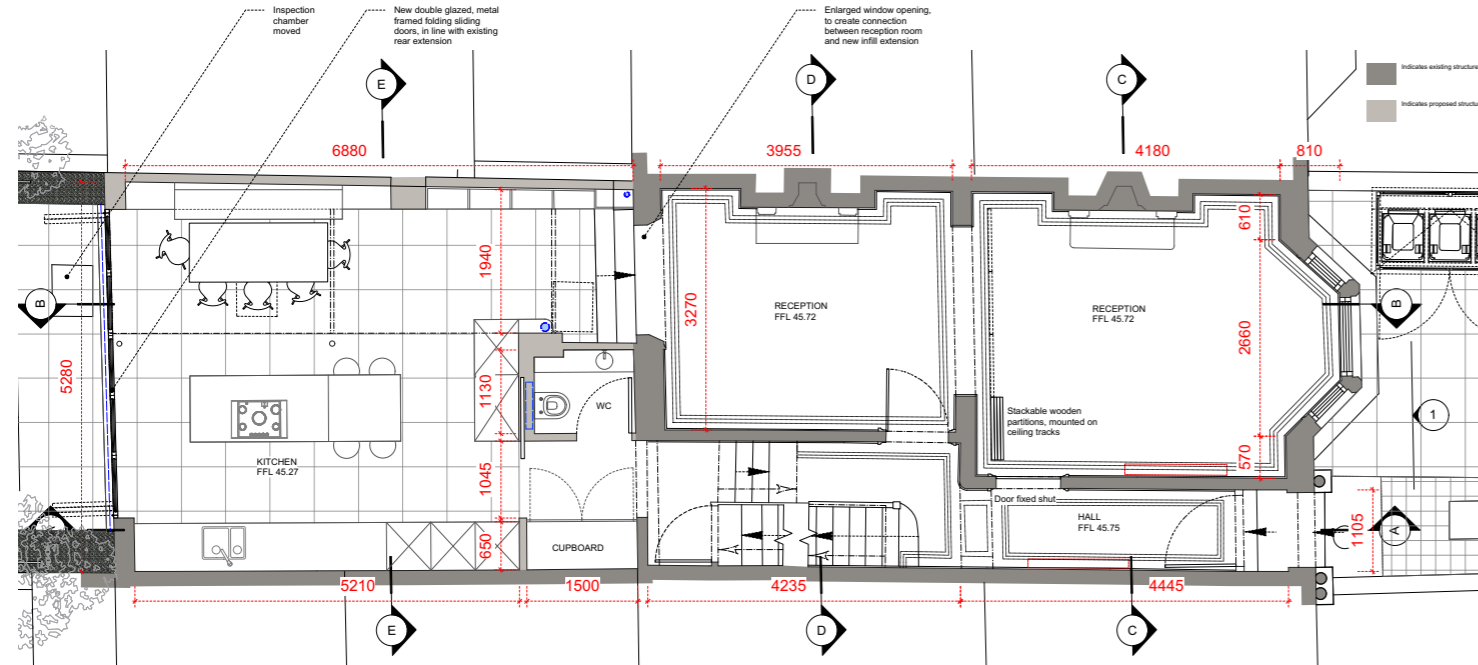 Inspection
chamber
moved
New double glazed, metal
framed folding sliding
doors, in line with existing
rear extension
Enlarged window opening,
to create connection
between reception room
and new infill extension
Indicates existing structure
Indicates proposed structu
E
D
C
6880
3955
4180
810
610
1940
3270
2660
RECEPTION
FFL 45.72
RECEPTION
FFL 45.72
B
B
5280
1130
WC
Stackable wooden
partitions, mounted on
ceiling tracks
1
KITCHEN
FFL 45.27
1045
570
Door fixed shut
HALL
FFL 45.75
1105
A
650
CUPBOARD
5210
1500
4235
4445
E
D
C